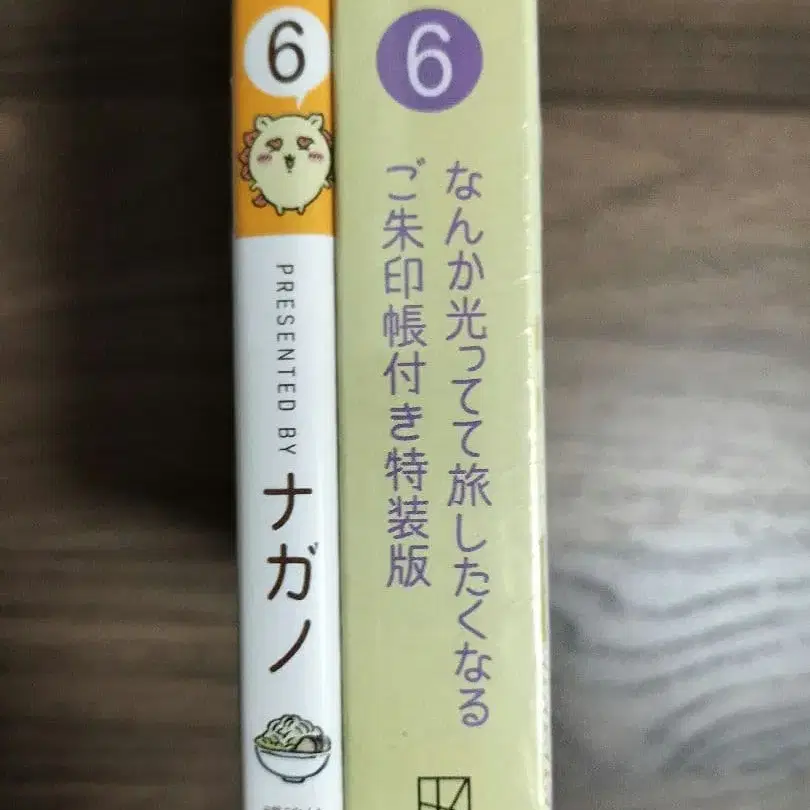 6
PRESENTED BY
ナガノ
6
なんか光ってて旅したくなる
ご朱印帳付き特装版